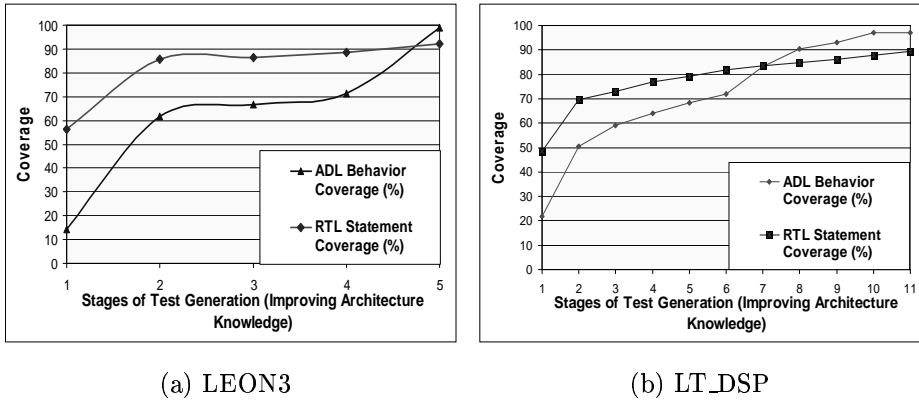 100
90
80
70
60
50
40
30
20
10
0
Coverage
ADL Behavior
Coverage (%)
RTL Statement
Coverage (%)
1 2 3 4 5
Stages of Test Generation (Improving Architecture
Knowledge)
(a) LEON3
100
90
80
70
60
50
40
30
20
10
0
Coverage
ADL Behavior
Coverage (%)
RTL Statement
Coverage (%)
1 2 3 4 5 6 7 8 9 10 11
Stages of Test Generation (Improving Architecture
Knowledge)
(b) LT_DSP